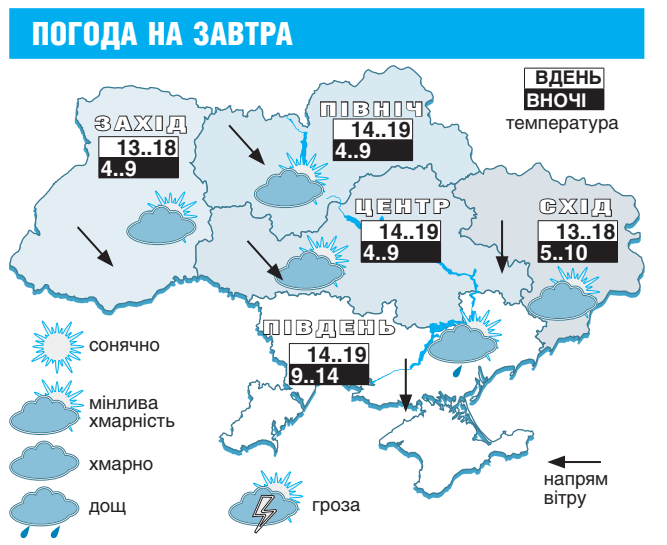 ПОГОДА НА ЗАВТРА
ВДЕНЬ
ВНОЧІ
температура
ПІВНІЧ
14..19
4..9
ЗАХІД
13..18
4..9
ЦЕНТР
14..19
4..9
СХІД
13..18
5..10
ПІВДЕНЬ
14..19
9..14
сонячно
мінлива
хмарність
хмарно
дощ
гроза
напрям
вітру